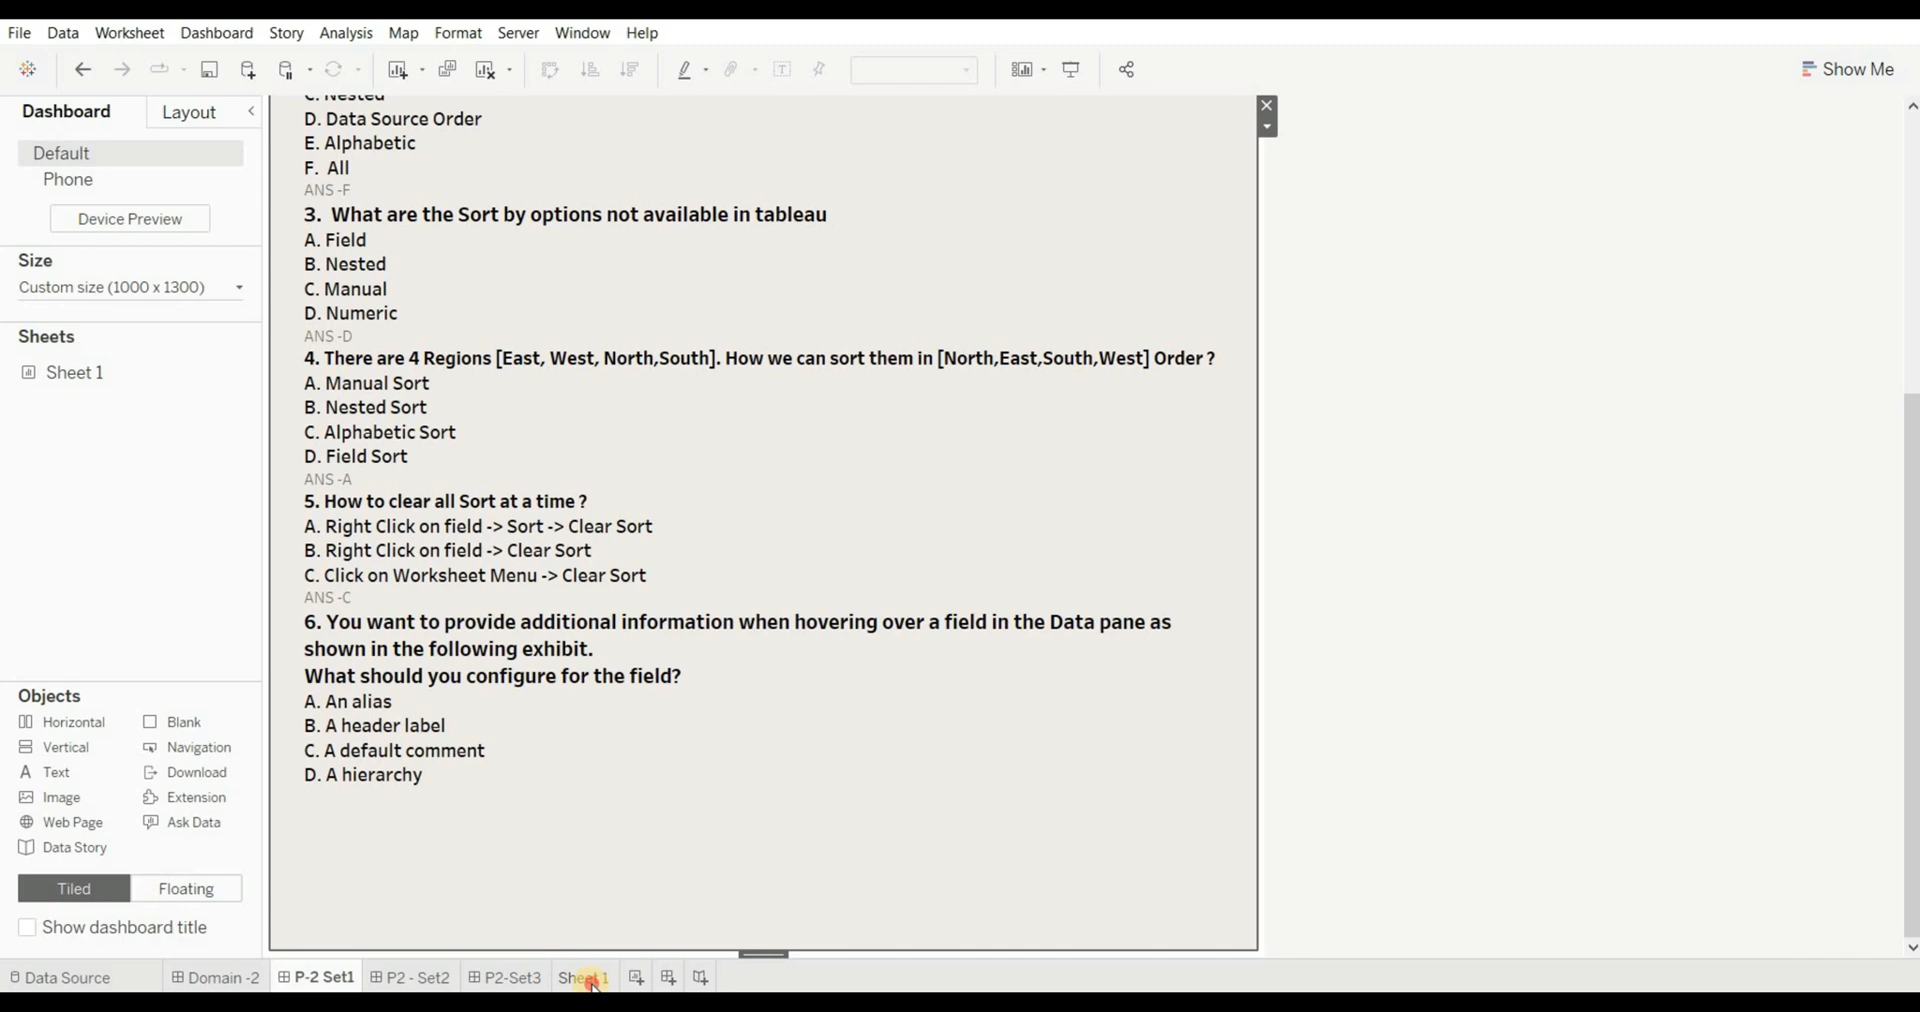 File Data Worksheet Dashboard Story Analysis Map Format Server Window Help
Show Me
Dashboard Layout
Default
Phone
Device Preview
Size
Custom size (1000 x 1300)
Sheets
Sheet 1
Objects
Horizontal Blank
Vertical Navigation
Text Download
Image Extension
Web Page Ask Data
Data Story
Tiled Floating
Show dashboard title
C. Nested
D. Data Source Order
E. Alphabetic
F. All
ANS -F
3. What are the Sort by options not available in tableau
A. Field
B. Nested
C. Manual
D. Numeric
ANS -D
4. There are 4 Regions [East, West, North,South]. How we can sort them in [North,East,South,West] Order ?
A. Manual Sort
B. Nested Sort
C. Alphabetic Sort
D. Field Sort
ANS -A
5. How to clear all Sort at a time ?
A. Right Click on field -> Sort -> Clear Sort
B. Right Click on field -> Clear Sort
C. Click on Worksheet Menu -> Clear Sort
ANS -C
6. You want to provide additional information when hovering over a field in the Data pane as
shown in the following exhibit.
What should you configure for the field?
A. An alias
B. A header label
C. A default comment
D. A hierarchy
Data Source Domain -2 P-2 Set1 P2 - Set2 P2-Set3 Sheet 1